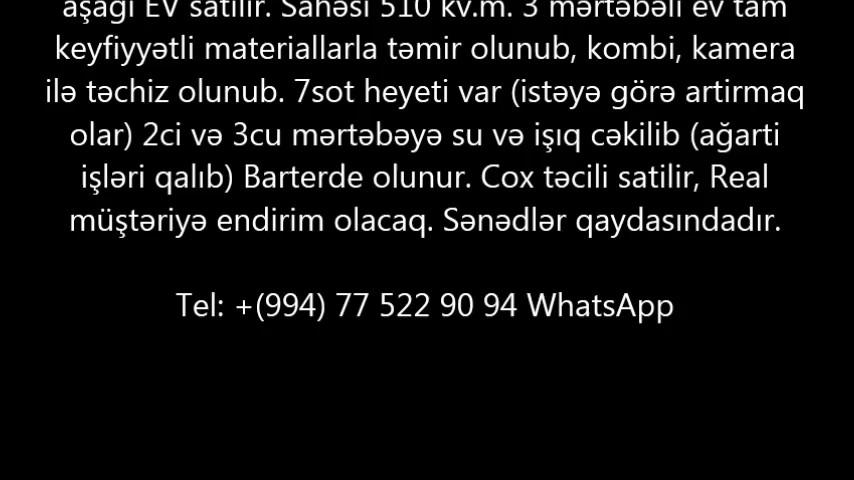 aşağı EV satilir. Sahəsi 510 kv.m. 3 mərtəbəli ev tam
keyfiyyətli materiallarla təmir olunub, kombi, kamera
ilə təchiz olunub. 7sot heyeti var (istəyə görə artirmaq
olar) 2ci və 3cu mərtəbəyə su və işıq cəkilib (ağarti
işləri qalıb) Barterde olunur. Cox təcili satilir, Real
müştəriyə endirim olacaq. Sənədlər qaydasındadır.
Tel: +(994) 77 522 90 94 WhatsApp